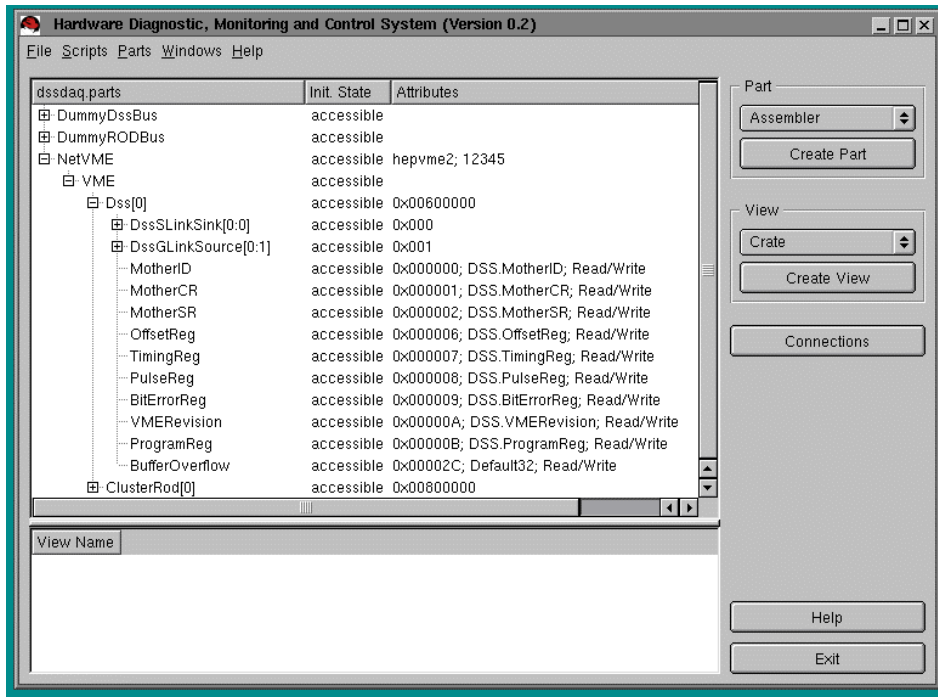 Hardware Diagnostic, Monitoring and Control System (Version 0.2)
File Scripts Parts Windows Help
dssdaq.parts Init. State Attributes
DummyDssBus accessible
DummyRODBus accessible
NetVME accessible hepvme2; 12345
VME accessible
Dss[0] accessible 0x00600000
DssSLinkSink[0:0] accessible 0x000
DssGLinkSource[0:1] accessible 0x001
MotherID accessible 0x000000; DSS.MotherID; Read/Write
MotherCR accessible 0x000001; DSS.MotherCR; Read/Write
MotherSR accessible 0x000002; DSS.MotherSR; Read/Write
OffsetReg accessible 0x000006; DSS.OffsetReg; Read/Write
TimingReg accessible 0x000007; DSS.TimingReg; Read/Write
PulseReg accessible 0x000008; DSS.PulseReg; Read/Write
BitErrorReg accessible 0x000009; DSS.BitErrorReg; Read/Write
VMERevision accessible 0x00000A; DSS.VMERevision; Read/Write
ProgramReg accessible 0x00000B; DSS.ProgramReg; Read/Write
BufferOverflow accessible 0x00002C; Default32; Read/Write
ClusterRod[0] accessible 0x00800000
View Name
Part
Assembler
Create Part
View
Crate
Create View
Connections
Help
Exit